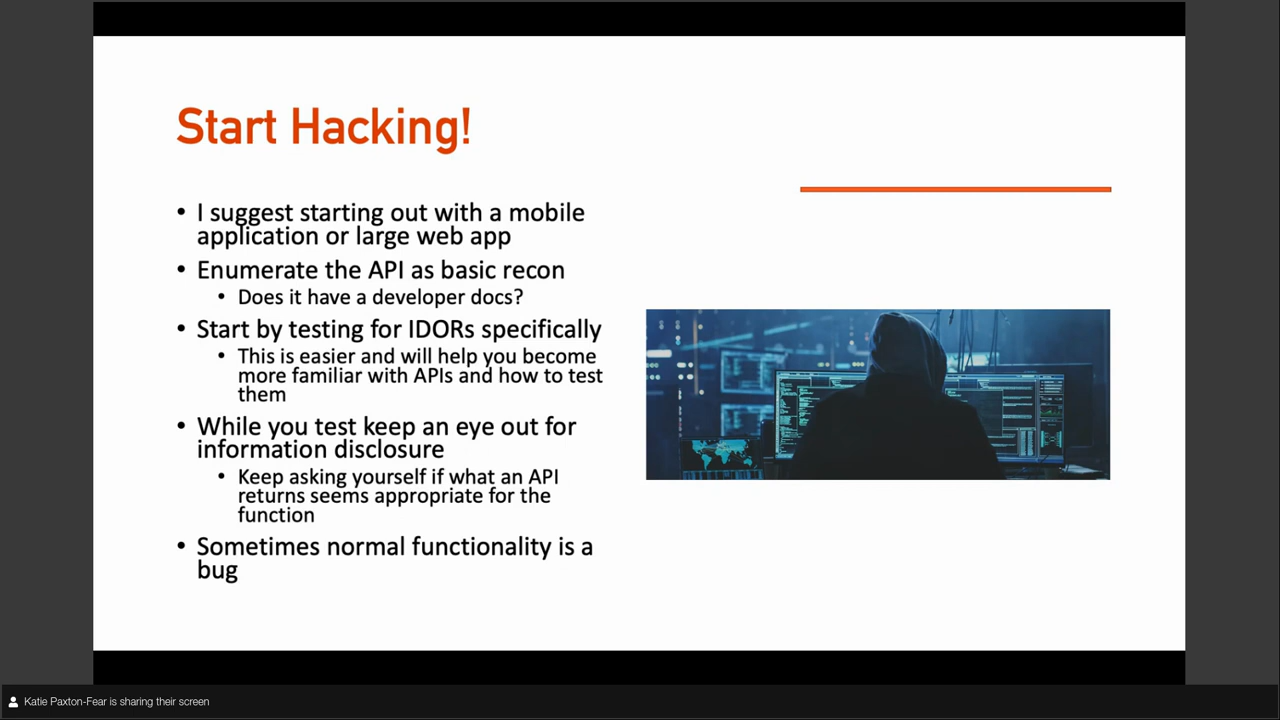 Start Hacking!
• I suggest starting out with a mobile
application or large web app
• Enumerate the API as basic recon
• Does it have a developer docs?
• Start by testing for IDORs specifically
• This is easier and will help you become
more familiar with APIs and how to test
them
• While you test keep an eye out for
information disclosure
• Keep asking yourself if what an API
returns seems appropriate for the
function
• Sometimes normal functionality is a
bug
Katie Paxton-Fear is sharing their screen